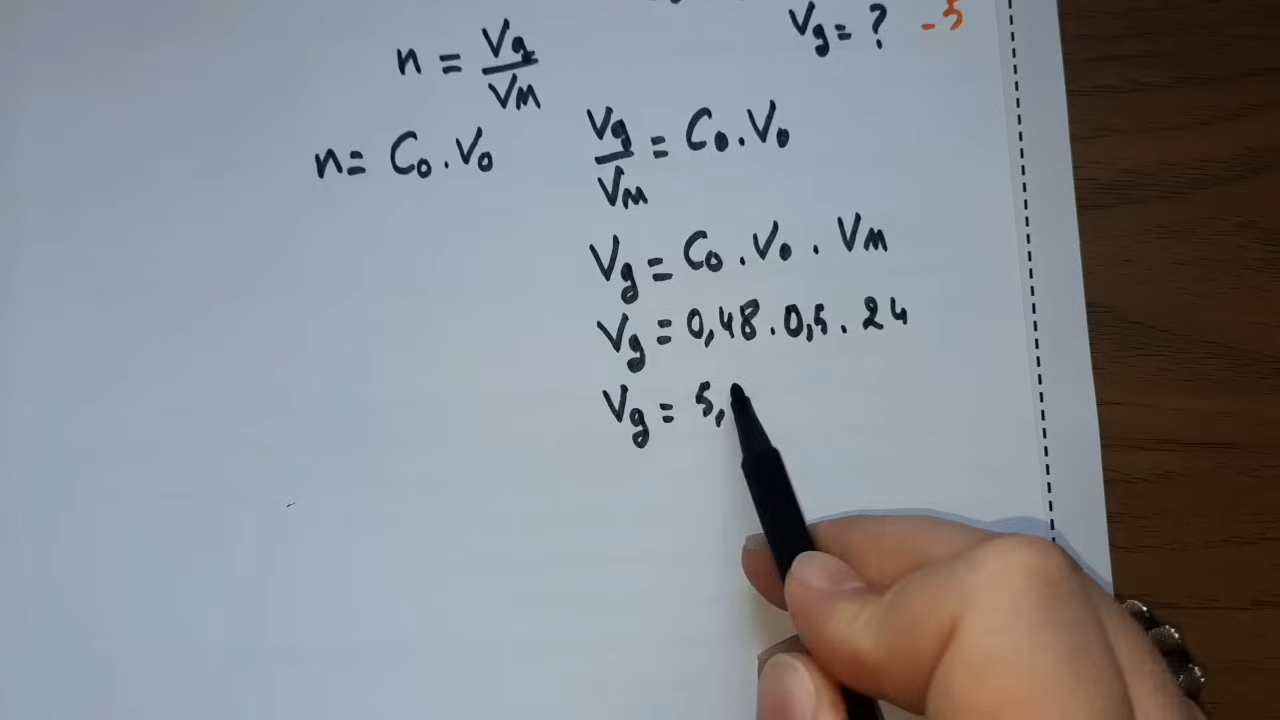 Vg = ? -5
n = Vg/VM
n = C₀ . V₀
Vg/VM = C₀ . V₀
Vg = C₀ . V₀ . VM
Vg = 0,48 . 0,5 . 24
Vg = 5,